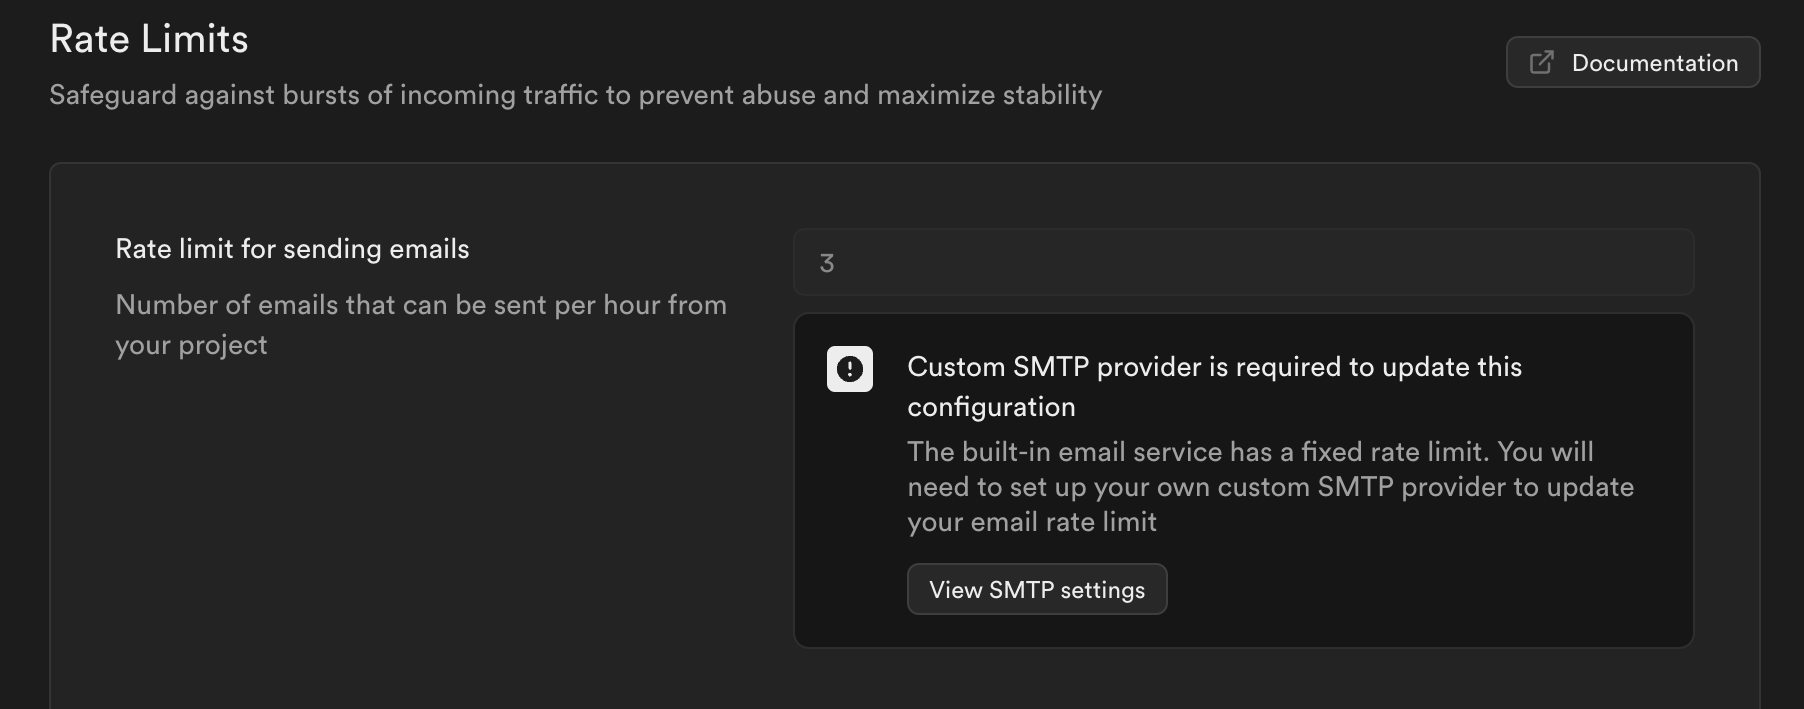 Rate Limits
Documentation
Safeguard against bursts of incoming traffic to prevent abuse and maximize stability
Rate limit for sending emails
Number of emails that can be sent per hour from
your project
3
Custom SMTP provider is required to update this
configuration
The built-in email service has a fixed rate limit. You will
need to set up your own custom SMTP provider to update
your email rate limit
View SMTP settings